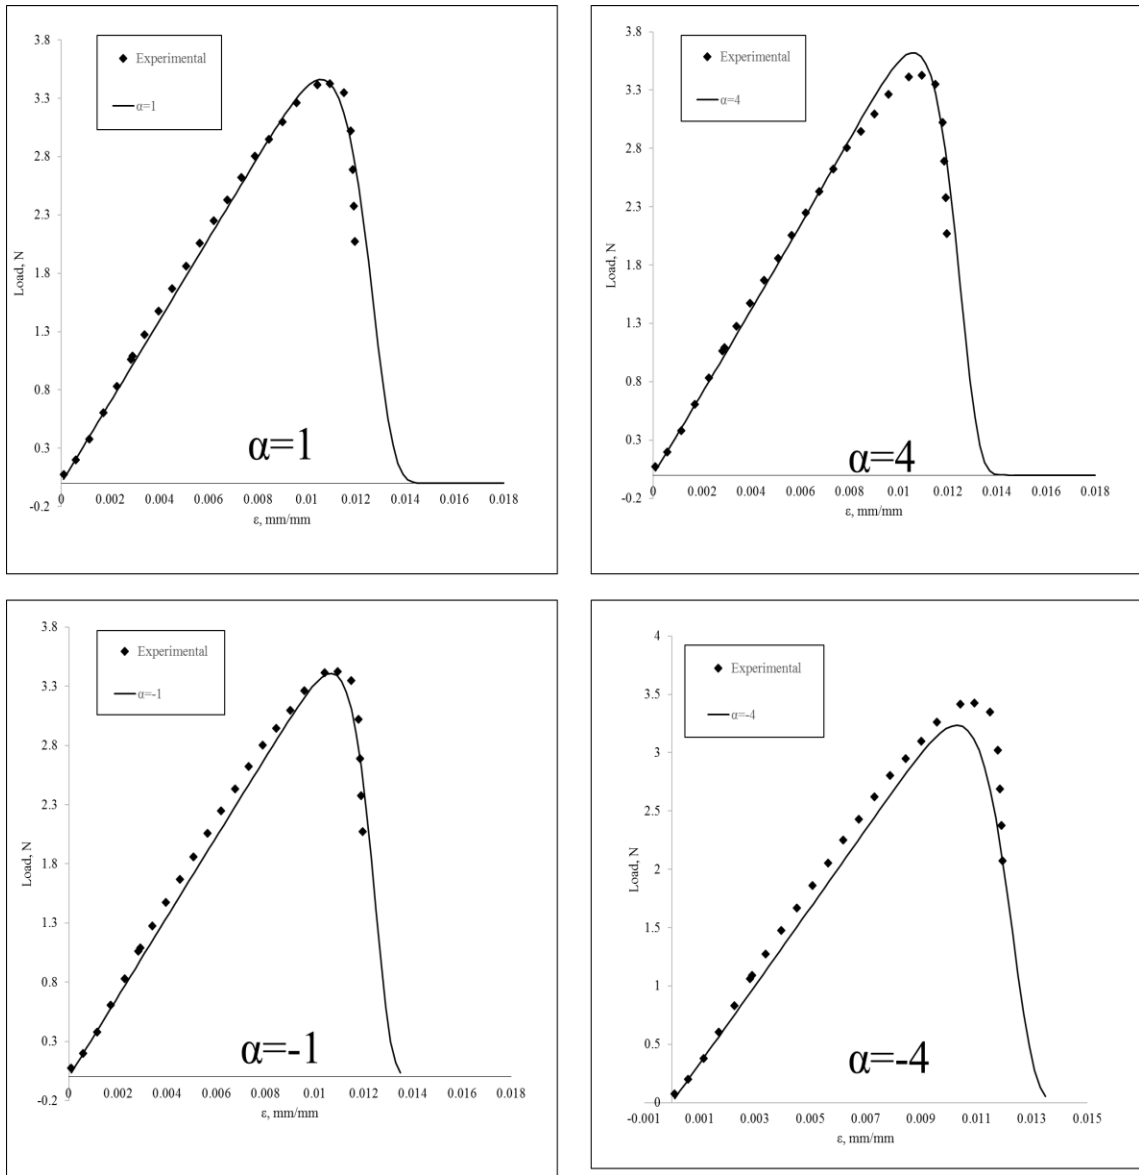 3.8
3.3
2.8
2.3
1.8
1.3
0.8
0.3
-0.2
Load, N
Experimental
α=1
α=1
0 0.002 0.004 0.006 0.008 0.01 0.012 0.014 0.016 0.018
ε, mm/mm
3.8
3.3
2.8
2.3
1.8
1.3
0.8
0.3
-0.2
Load, N
Experimental
α=4
α=4
0 0.002 0.004 0.006 0.008 0.01 0.012 0.014 0.016 0.018
ε, mm/mm
3.8
3.3
2.8
2.3
1.8
1.3
0.8
0.3
-0.2
Load, N
Experimental
α=-1
α=-1
0 0.002 0.004 0.006 0.008 0.01 0.012 0.014 0.016 0.018
ε, mm/mm
4
3.5
3
2.5
2
1.5
1
0.5
0
Load, N
Experimental
α=-4
α=-4
-0.001 0.001 0.003 0.005 0.007 0.009 0.011 0.013 0.015
ε, mm/mm